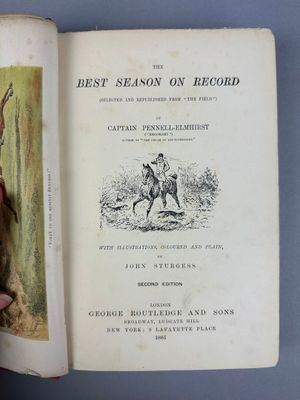 THE
BEST SEASON ON RECORD
(SELECTED AND REPUBLISHED FROM "THE FIELD")
BY
CAPTAIN PENNELL-ELMHIRST
("BROOKSBY")
AUTHOR OF
WITH ILLUSTRATIONS, COLOURED AND PLAIN,
BY
JOHN STURGESS
SECOND EDITION
LONDON
GEORGE ROUTLEDGE AND SONS
BROADWAY, LUDGATE HILL
NEW YORK: 9 LAFAYETTE PLACE